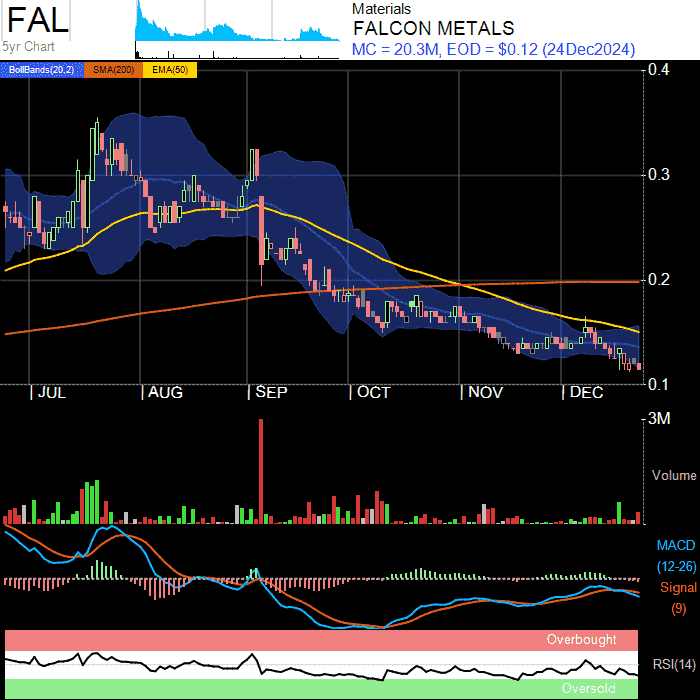 FAL
5yr Chart
Materials
FALCON METALS
MC = 20.3M, EOD = $0.12 (24Dec2024)
BollBands(20,2) SMA(200) EMA(50)
0.4
0.3
0.2
0.1
JUL AUG SEP OCT NOV DEC
3M
Volume
MACD
(12-26)
Signal
(9)
Overbought
RSI(14)
Oversold